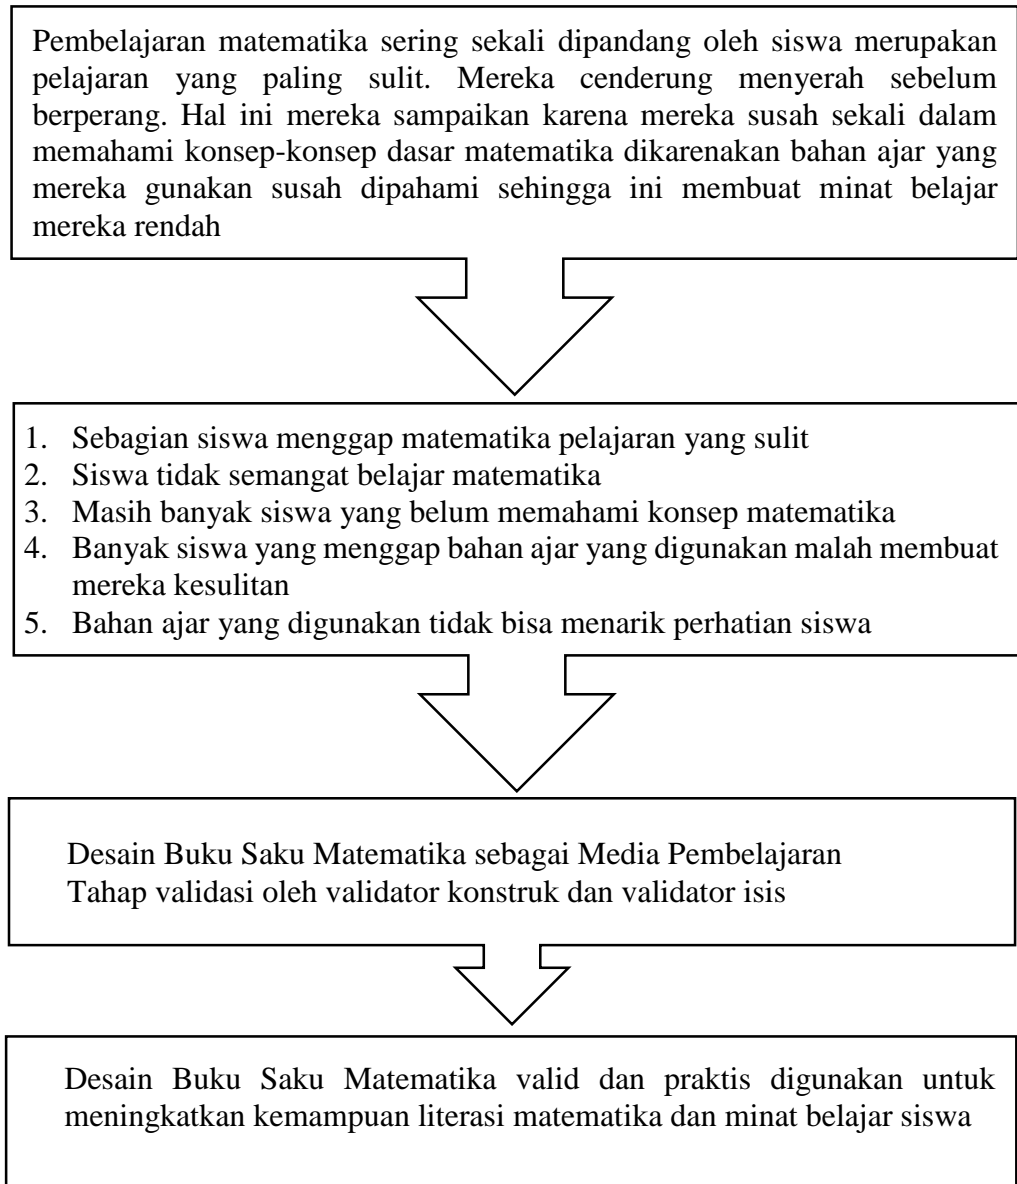 Pembelajaran matematika sering sekali dipandang oleh siswa merupakan
pelajaran yang paling sulit. Mereka cenderung menyerah sebelum
berperang. Hal ini mereka sampaikan karena mereka susah sekali dalam
memahami konsep-konsep dasar matematika dikarenakan bahan ajar yang
mereka gunakan susah dipahami sehingga ini membuat minat belajar
mereka rendah
1. Sebagian siswa menggap matematika pelajaran yang sulit
2. Siswa tidak semangat belajar matematika
3. Masih banyak siswa yang belum memahami konsep matematika
4. Banyak siswa yang menggap bahan ajar yang digunakan malah membuat
mereka kesulitan
5. Bahan ajar yang digunakan tidak bisa menarik perhatian siswa
Desain Buku Saku Matematika sebagai Media Pembelajaran
Tahap validasi oleh validator konstruk dan validator isis
Desain Buku Saku Matematika valid dan praktis digunakan untuk
meningkatkan kemampuan literasi matematika dan minat belajar siswa